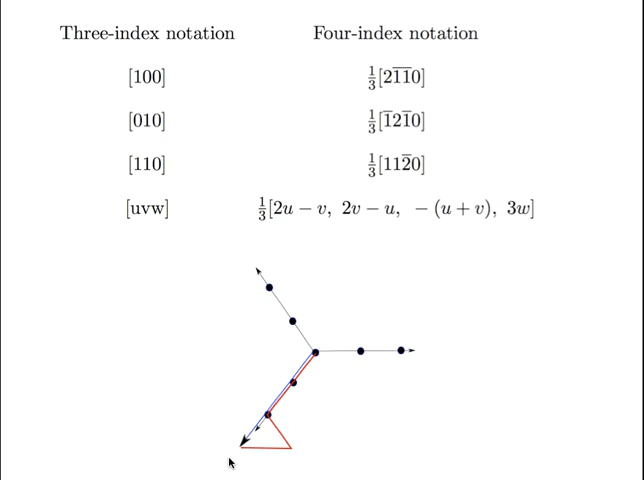 Three-index notation Four-index notation
[100] 1/3[21̅1̅0]
[010] 1/3[1̅21̅0]
[110] 1/3[112̅0]
[uvw] 1/3[2u − v, 2v − u, − (u + v), 3w]